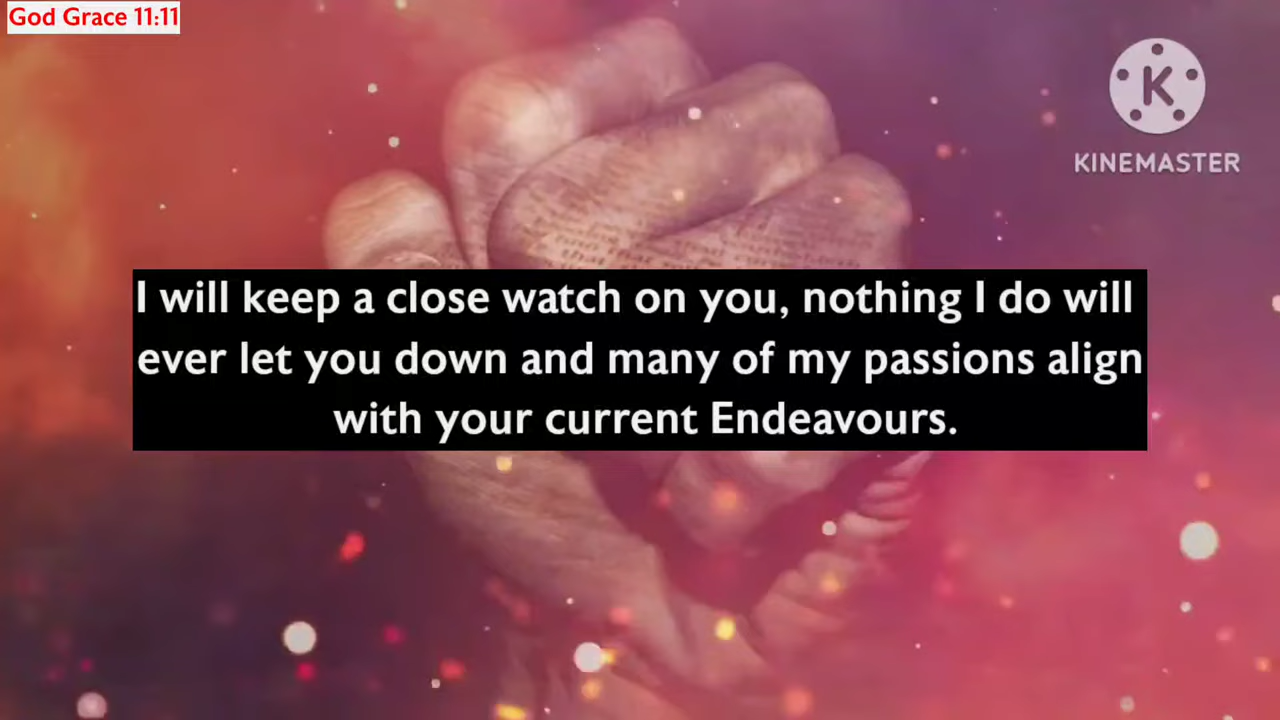 God Grace 11:11
K
KINEMASTER
I will keep a close watch on you, nothing I do will
ever let you down and many of my passions align
with your current Endeavours.